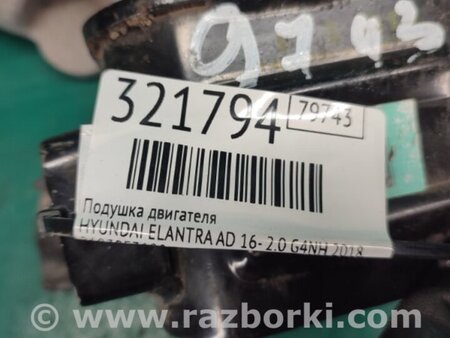 9743
321794
79743
Подушка двигателя
HYUNDAI ELANTRA AD 16- 2.0 G4NH 2018
© www.razborki.com